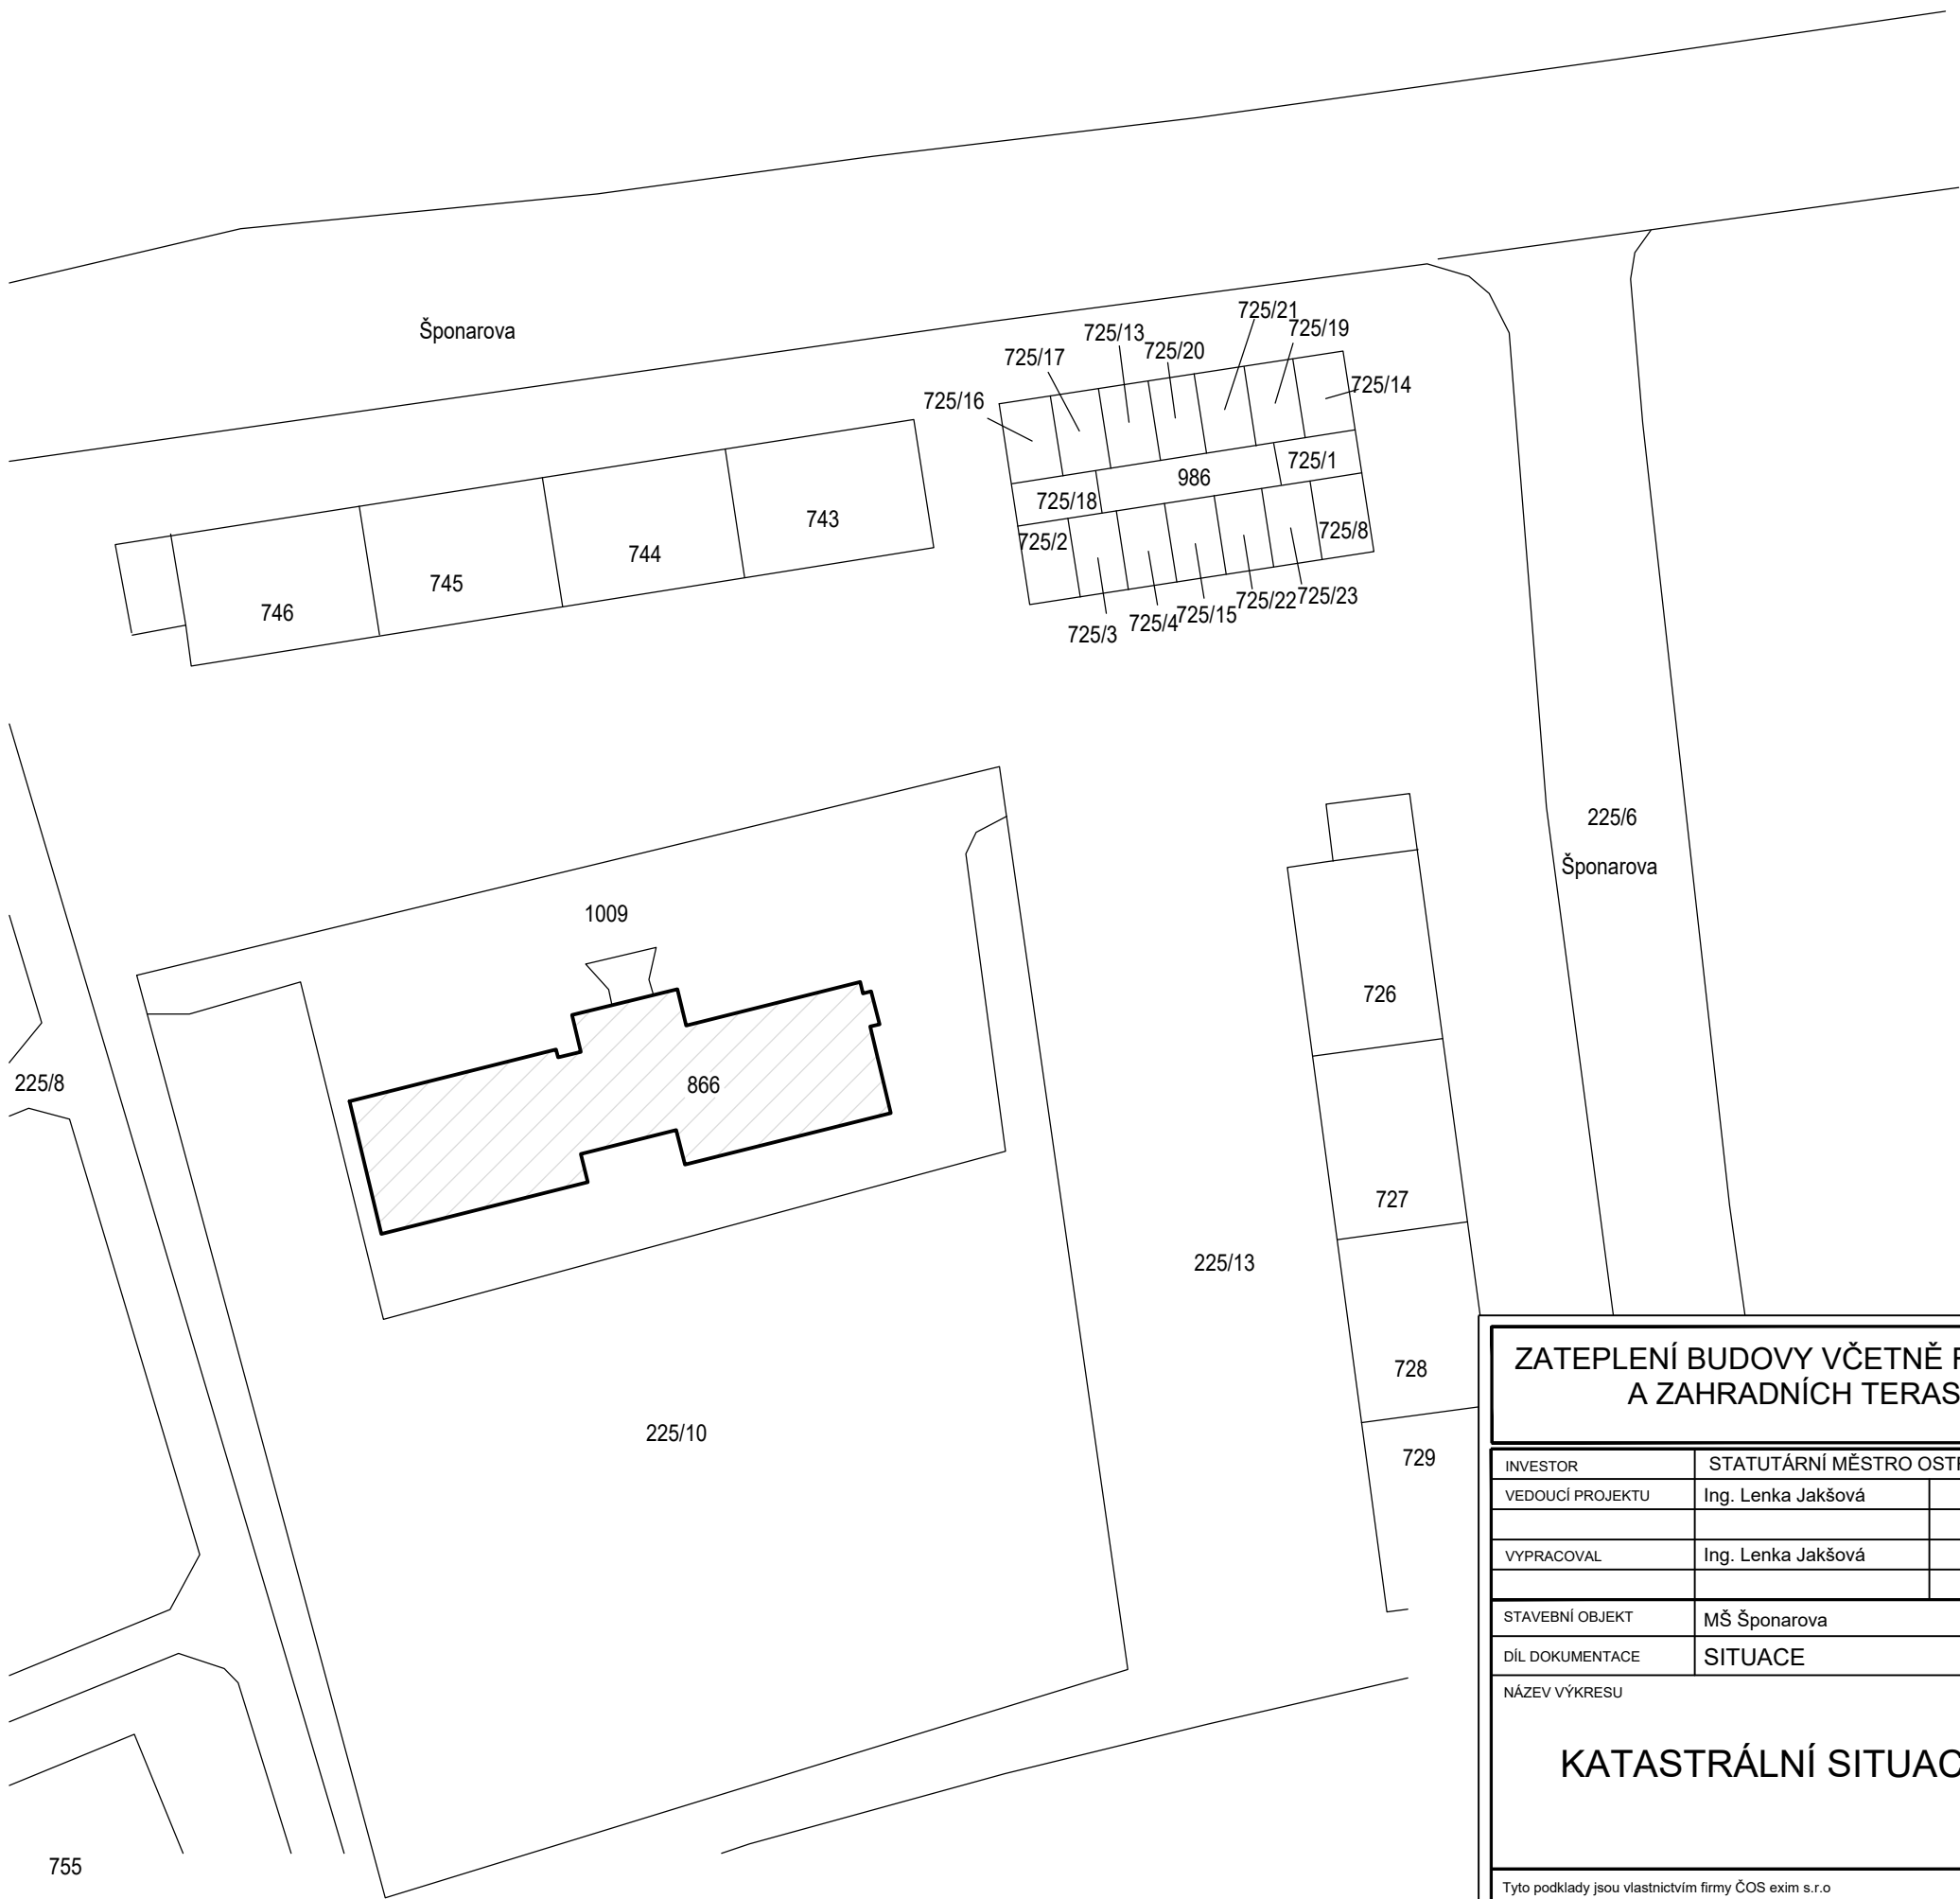 Šponarova
725/21
725/19
725/13
725/20
725/17
725/14
725/16
986
725/1
725/18
743
725/8
725/2
744
745
746
725/22
725/23
725/15
725/4
725/3
225/6
Šponarova
1009
726
225/8
866
727
225/13
728
225/10
729
755
ZATEPLENÍ BUDOVY VČETNĚ
A ZAHRADNÍCH TERAS
INVESTOR STATUTÁRNÍ MĚSTRO
VEDOUCÍ PROJEKTU Ing. Lenka Jakšová
VYPRACOVAL Ing. Lenka Jakšová
STAVEBNÍ OBJEKT MŠ Šponarova
DÍL DOKUMENTACE SITUACE
NÁZEV VÝKRESU
KATASTRÁLNÍ
Tyto podklady jsou vlastnictvím firmy ČOS exim s.r.o